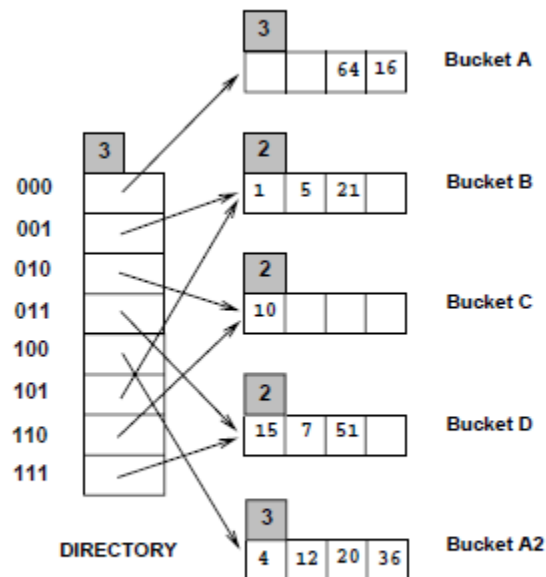 3
64 16 Bucket A
3
2
000
1 5 21 Bucket B
001
2
010
10 Bucket C
011
100
2
101
15 7 51 Bucket D
110
111
3
DIRECTORY
4 12 20 36 Bucket A2